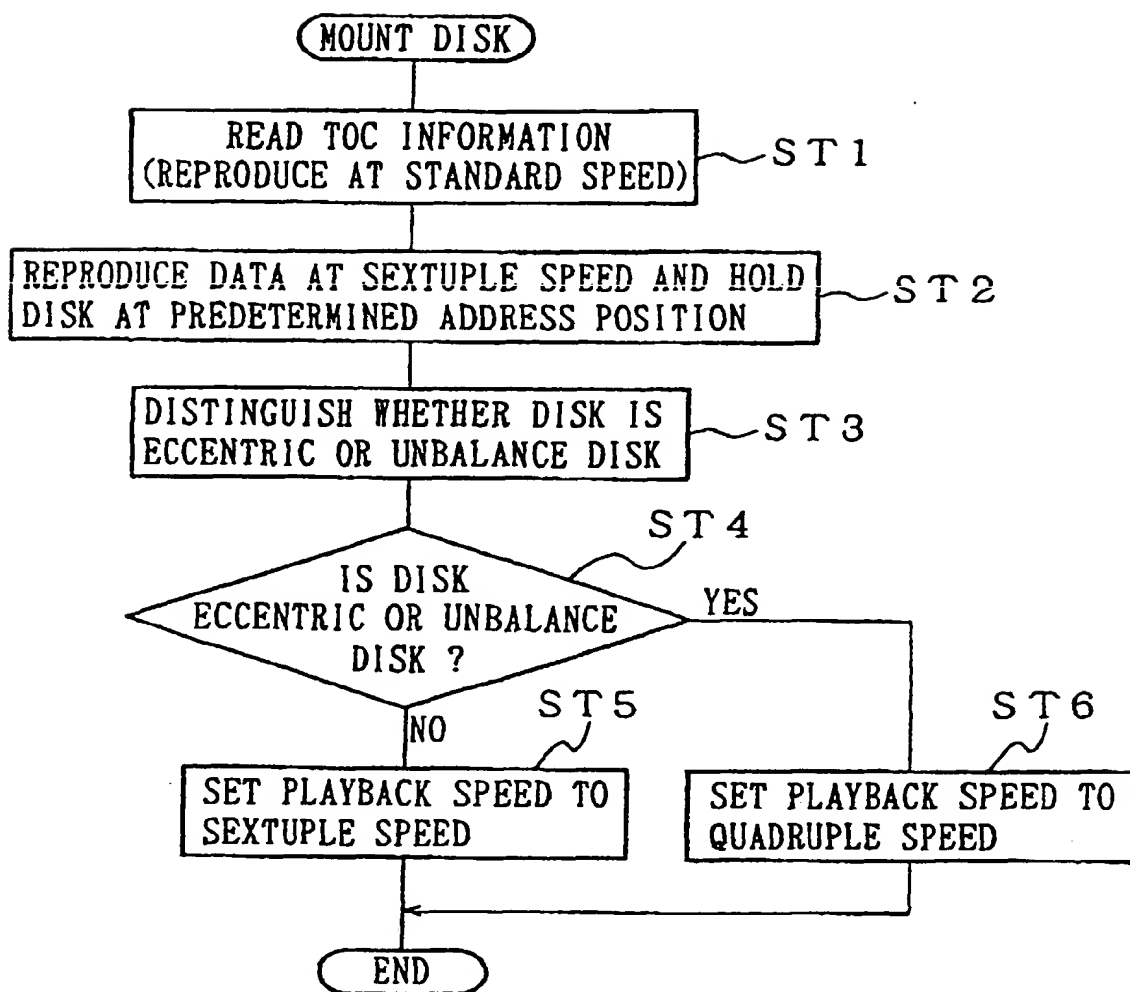 MOUNT DISK
READ TOC INFORMATION
(REPRODUCE AT STANDARD SPEED)
ST1
REPRODUCE DATA AT SEXTUPLE SPEED AND HOLD
DISK AT PREDETERMINED ADDRESS POSITION
ST2
DISTINGUISH WHETHER DISK IS
ECCENTRIC OR UNBALANCE DISK
ST3
ST4
IS DISK
ECCENTRIC OR UNBALANCE
DISK ?
YES
NO
ST5
SET PLAYBACK SPEED TO
SEXTUPLE SPEED
ST6
SET PLAYBACK SPEED TO
QUADRUPLE SPEED
END